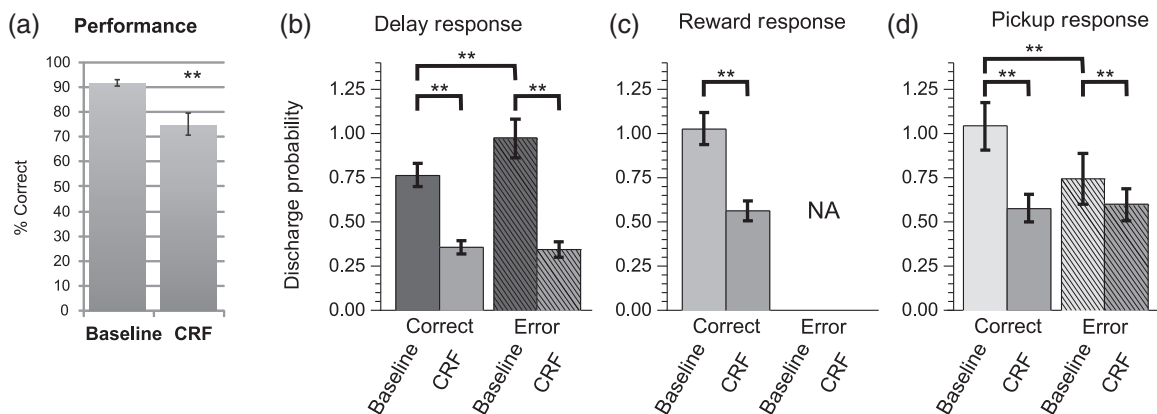 (a) Performance
100
90
80
70
60
50
40
30
20
10
0
% Correct
**
Baseline CRF
(b) Delay response
Discharge probability
1.25
1.00
0.75
0.50
0.25
0.00
**
** **
Correct Error
Baseline CRF Baseline CRF
(c) Reward response
1.25
1.00
0.75
0.50
0.25
0.00
**
NA
Correct Error
Baseline CRF Baseline CRF
(d) Pickup response
1.25
1.00
0.75
0.50
0.25
0.00
**
** **
Correct Error
Baseline CRF Baseline CRF